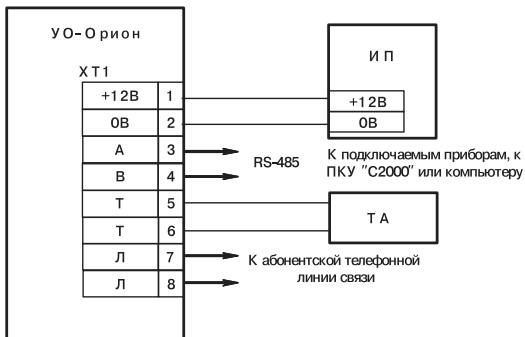 УО-Орион
ХТ1
+12В 1
0В 2
А 3
В 4
Т 5
Т 6
Л 7
Л 8
ИП
+12В
0В
RS-485
К подключаемым приборам, к
ПКУ "С2000" или компьютеру
ТА
К абонентской телефонной
линии связи